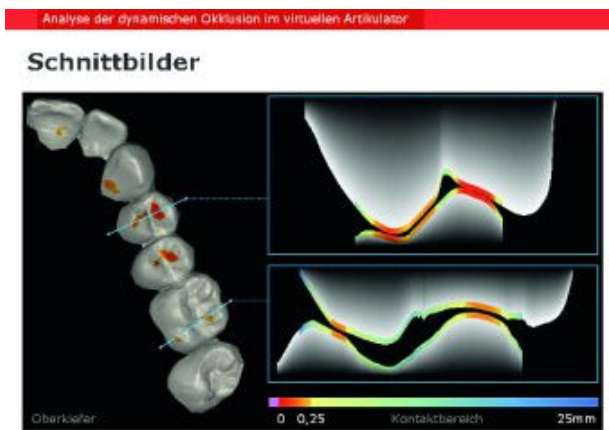 Analyse der dynamischen Okklusion im virtuellen Artikulator
Schnittbilder
Oberkiefer
0 0,25 Kontaktbereich 25mm